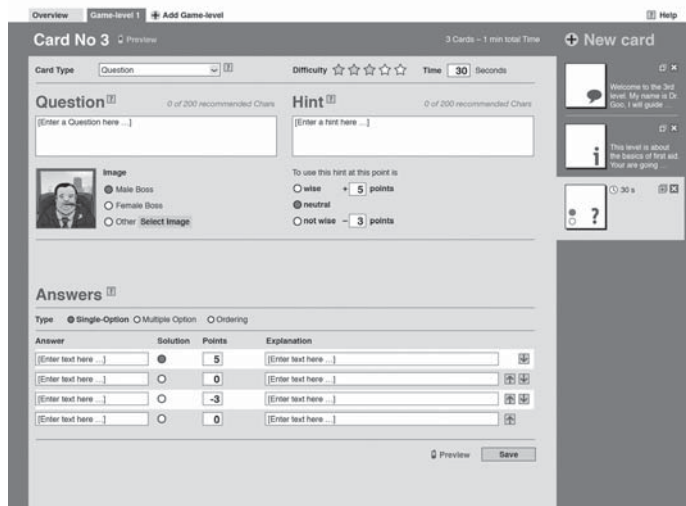 Overview Game-level 1 Add Game-level Help
Card No 3 Preview 3 Cards – 1 min total Time
New card
Card Type Question ? Difficulty Time 30 Seconds
Question ? 0 of 200 recommended Chars
[Enter a Question here ...]
Hint ? 0 of 200 recommended Chars
[Enter a hint here ...]
Image
Male Boss
Female Boss
Other Select Image
To use this hint at this point is
wise + 5 points
neutral
not wise – 3 points
Answers ?
Type Single-Option Multiple Option Ordering
Answer Solution Points Explanation
[Enter text here ...] 5 [Enter text here ...]
[Enter text here ...] 0 [Enter text here ...]
[Enter text here ...] -3 [Enter text here ...]
[Enter text here ...] 0 [Enter text here ...]
Preview Save
Welcome to the 3rd
level. My name is Dr.
Goo, I will guide ...
i
This level is about
the basics of first aid.
Your are going ...
30 s
?